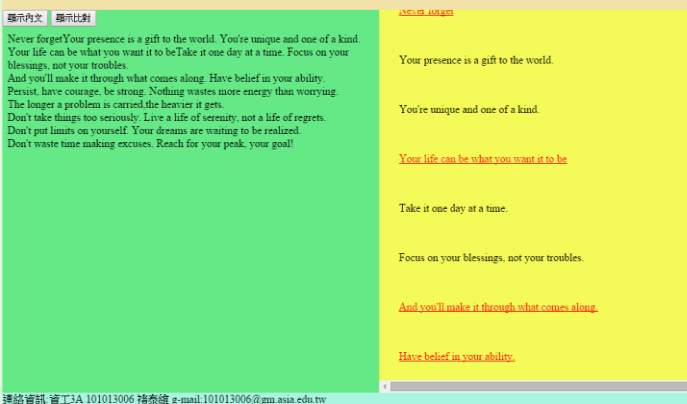 顯示內文 顯示比對
Never forgetYour presence is a gift to the world. You're unique and one of a kind.
Your life can be what you want it to beTake it one day at a time. Focus on your
blessings, not your troubles.
And you'll make it through what comes along. Have belief in your ability.
Persist, have courage, be strong. Nothing wastes more energy than worrying.
The longer a problem is carried,the heavier it gets.
Don't take things too seriously. Live a life of serenity, not a life of regrets.
Don't put limits on yourself. Your dreams are waiting to be realized.
Don't waste time making excuses. Reach for your peak, your goal!
Never forget
Your presence is a gift to the world.
You're unique and one of a kind.
Your life can be what you want it to be
Take it one day at a time.
Focus on your blessings, not your troubles.
And you'll make it through what comes along.
Have belief in your ability.
連絡資訊:資工3A 101013006 g-mail:101013006@gm.asia.edu.tw